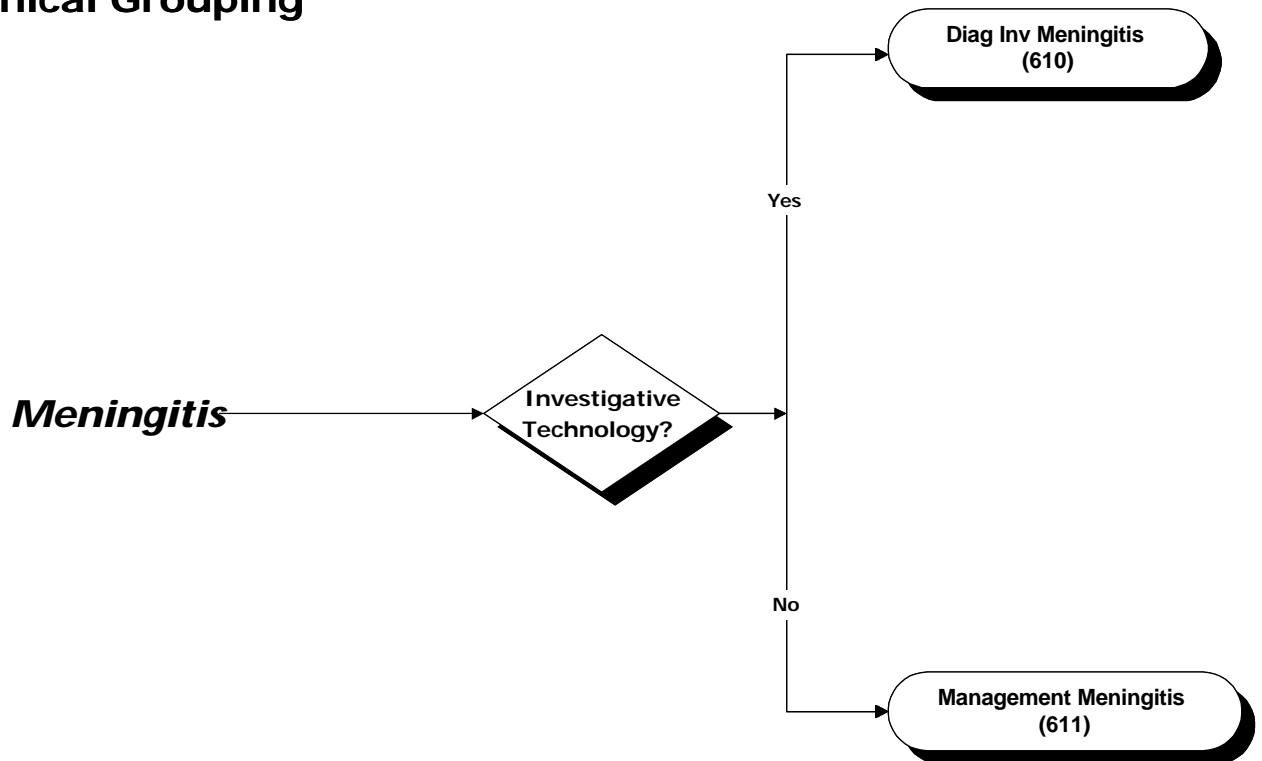 nical Grouping
Diag Inv Meningitis
(610)
Yes
Meningitis
Investigative
Technology?
No
Management Meningitis
(611)